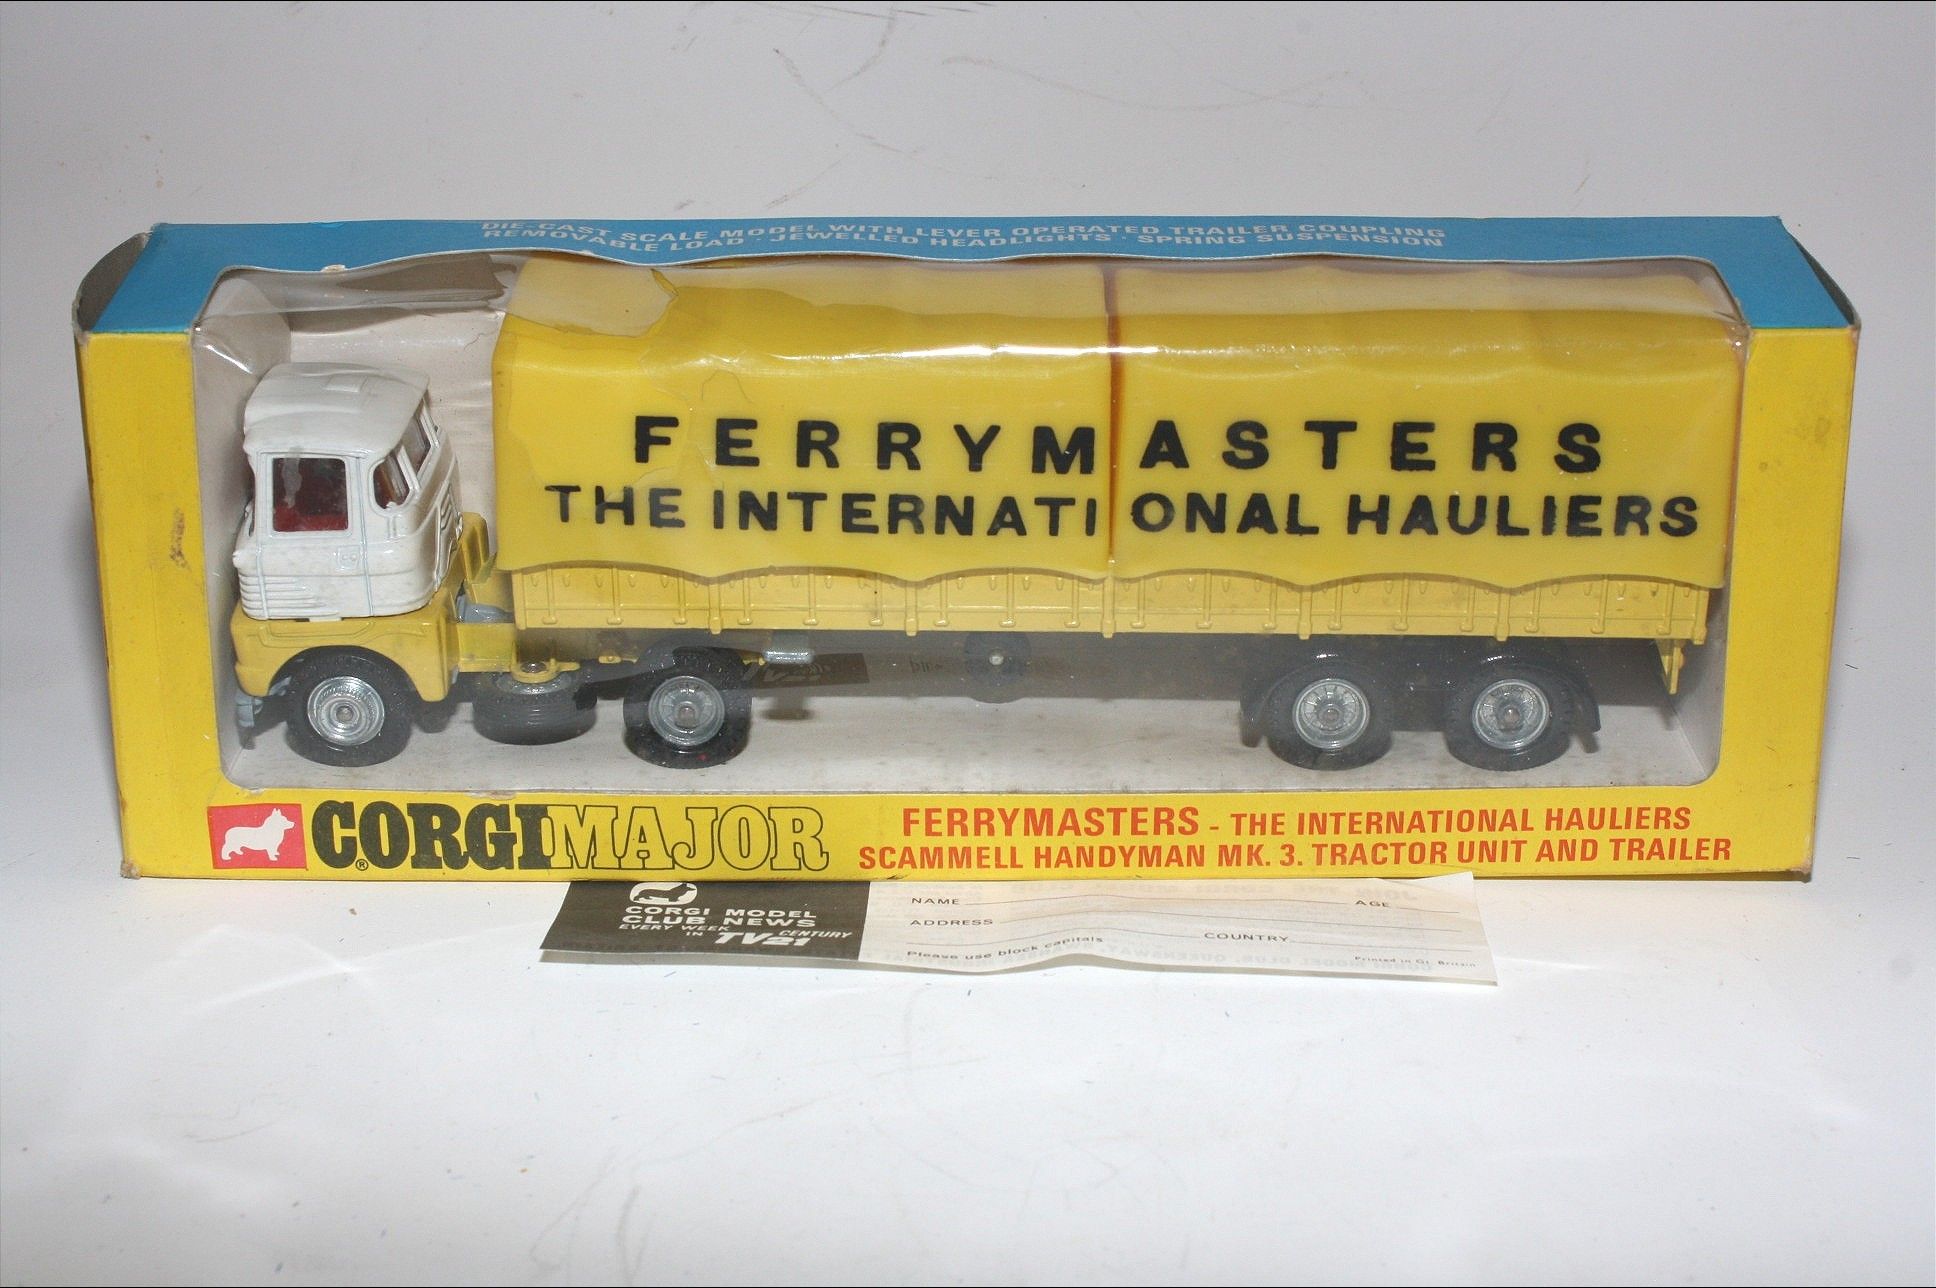 DIE-CAST SCALE MODEL WITH LEVER OPERATED TRAILER COUPLING
REMOVABLE LOAD · JEWELLED HEADLIGHTS · SPRING SUSPENSION
FERRYMASTERS
THE INTERNATIONAL HAULIERS
CORGI MAJOR
®
FERRYMASTERS - THE INTERNATIONAL HAULIERS
SCAMMELL HANDYMAN MK. 3. TRACTOR UNIT AND TRAILER
CORGI MODEL
CLUB NEWS
EVERY WEEK
IN TV CENTURY 21
NAME
AGE
ADDRESS
COUNTRY
Please use block capitals
Printed in Gt. Britain